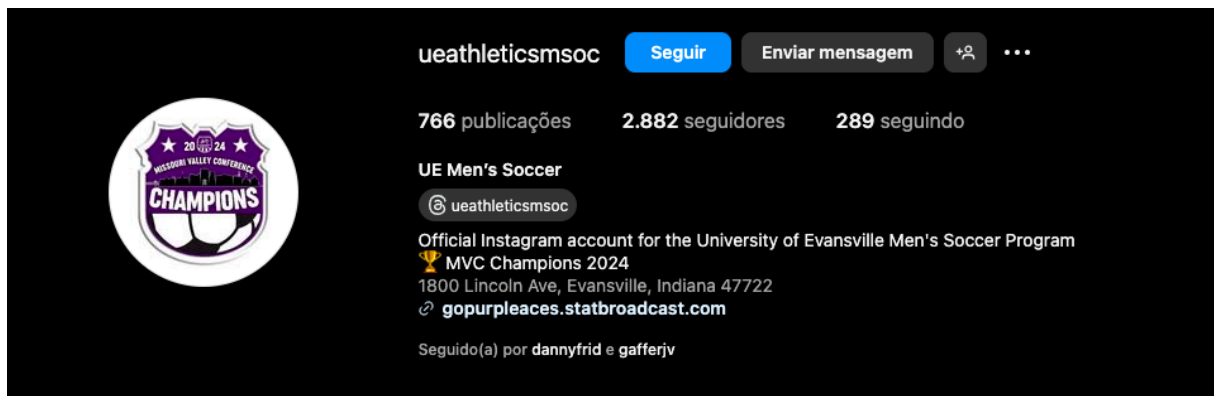 ueathleticsmsoc Seguir Enviar mensagem
766 publicações 2.882 seguidores 289 seguindo
2024
MISSOURI VALLEY CONFERENCE
CHAMPIONS
UE Men's Soccer
ueathleticsmsoc
Official Instagram account for the University of Evansville Men's Soccer Program
🏆 MVC Champions 2024
1800 Lincoln Ave, Evansville, Indiana 47722
gopurpleaces.statbroadcast.com
Seguido(a) por dannyfrid e gafferjv